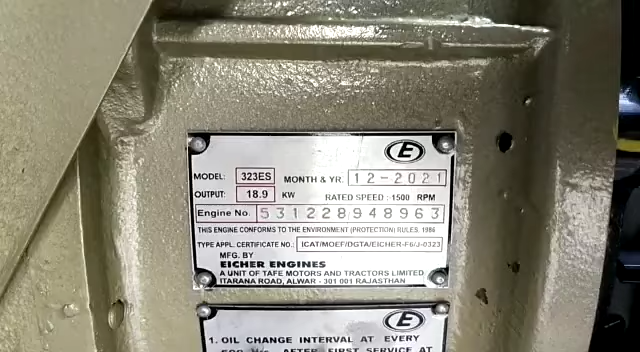 E
MODEL: 323ES MONTH & YR. 12-2021
OUTPUT: 18.9 KW RATED SPEED : 1500 RPM
Engine No. 531228948963
THIS ENGINE CONFORMS TO THE ENVIRONMENT (PROTECTION) RULES, 1986
TYPE APPL. CERTIFICATE NO.: ICAT/MOEF/DGTA/EICHER-F6/J-0323
MFG. BY
EICHER ENGINES
A UNIT OF TAFE MOTORS AND TRACTORS LIMITED
ITARANA ROAD, ALWAR - 301 001 RAJASTHAN
E
1. OIL CHANGE INTERVAL AT EVERY
500 Hrs. AFTER FIRST SERVICE AT